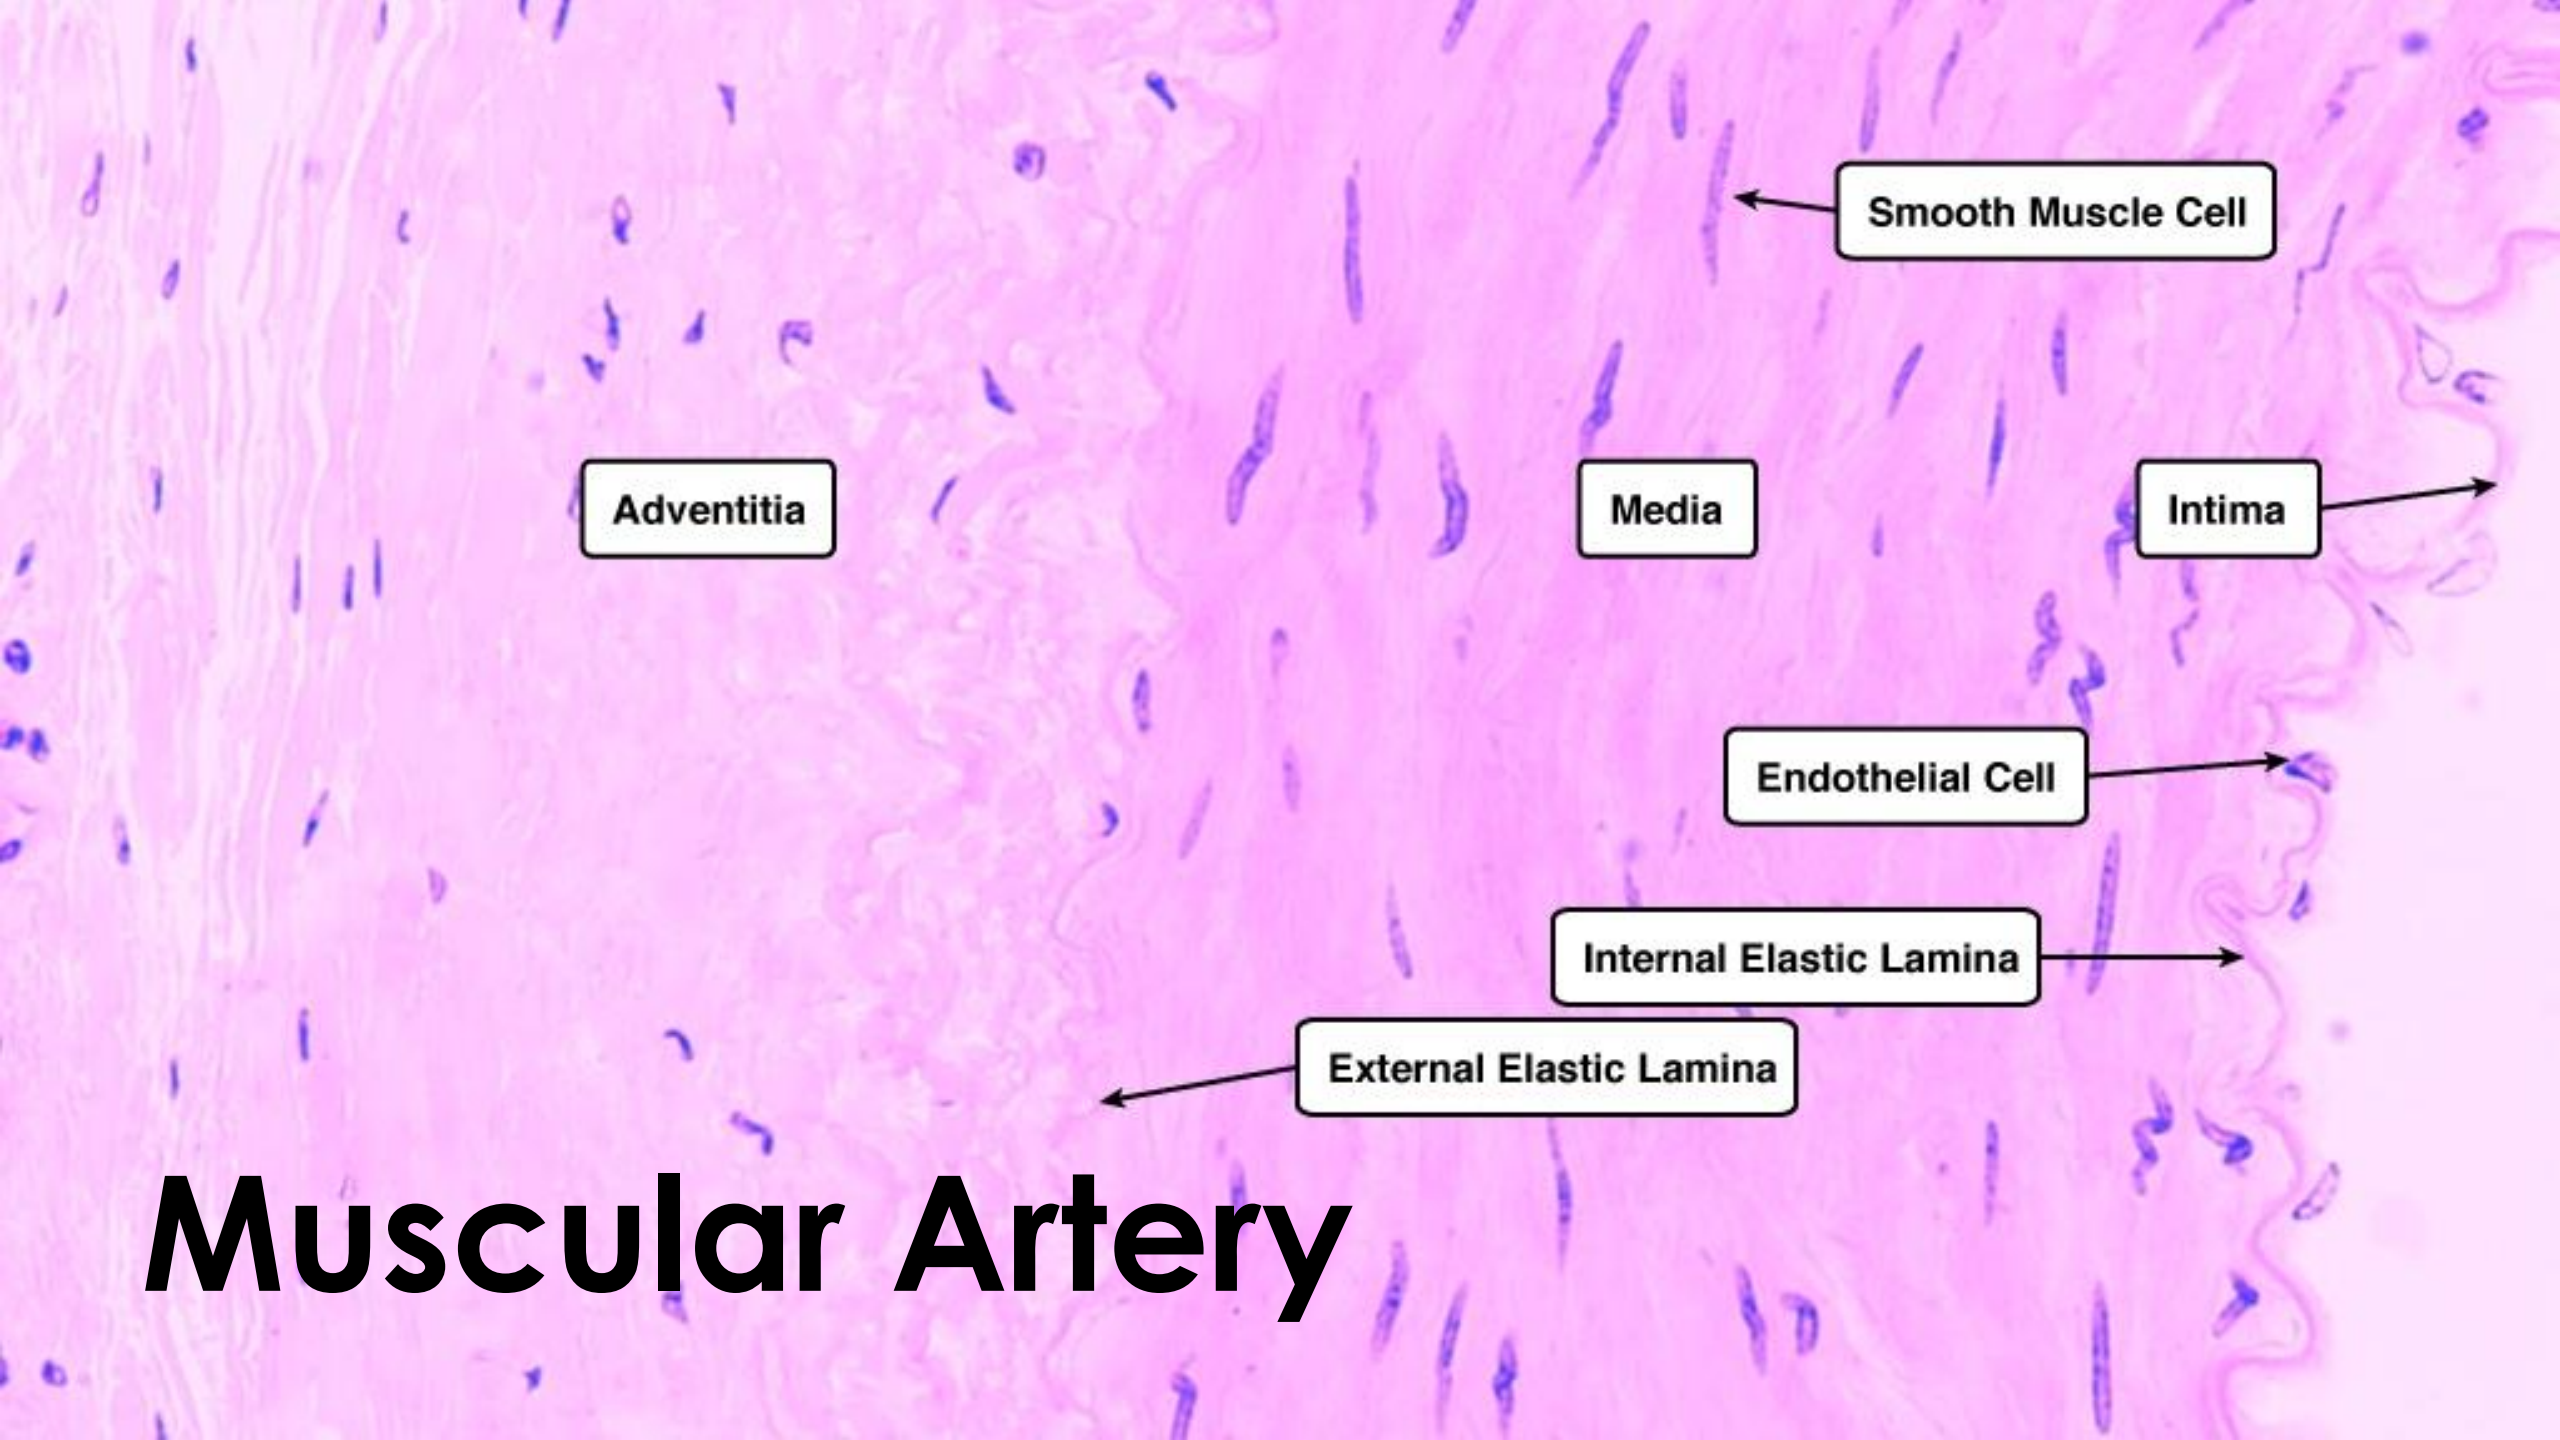 Smooth Muscle Cell
Adventitia
Media
Intima
Endothelial Cell
Internal Elastic Lamina
External Elastic Lamina
Muscular Artery